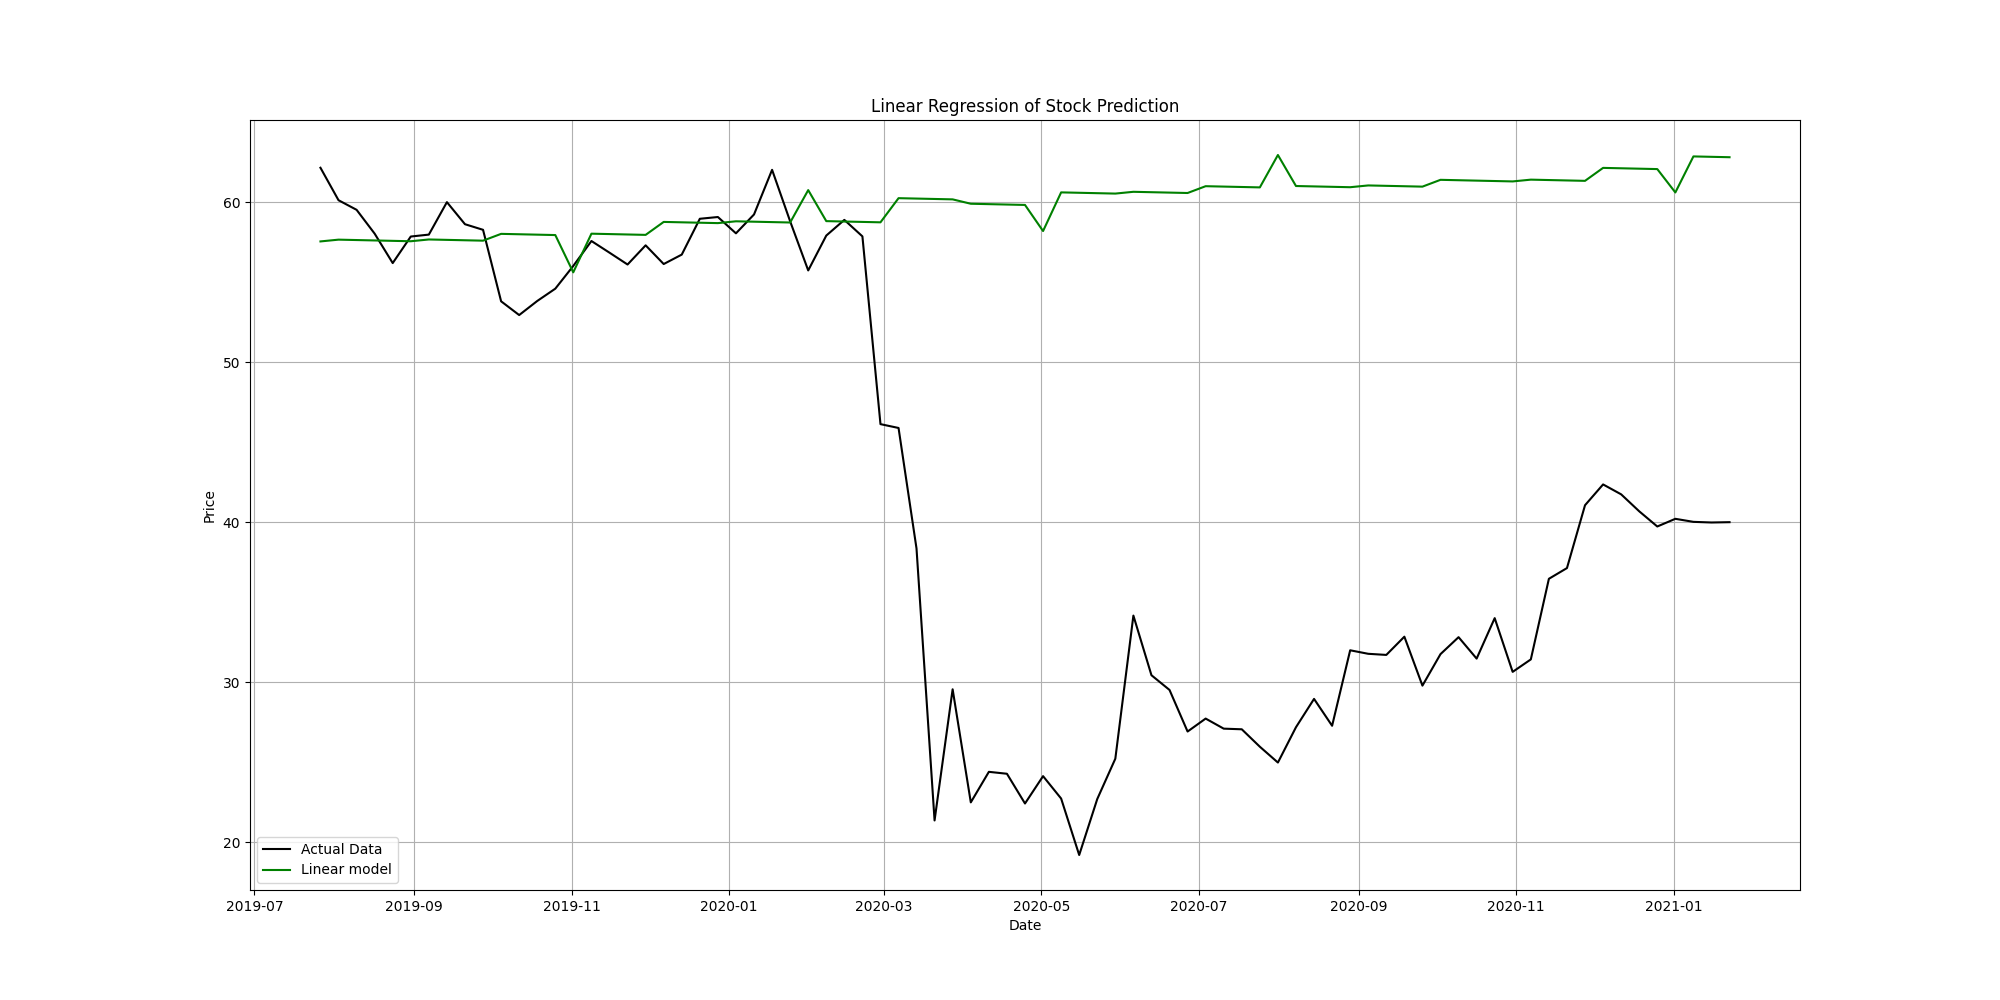 Linear Regression of Stock Prediction
Price
60
50
40
30
20
Actual Data
Linear model
2019-07 2019-09 2019-11 2020-01 2020-03 2020-05 2020-07 2020-09 2020-11 2021-01
Date